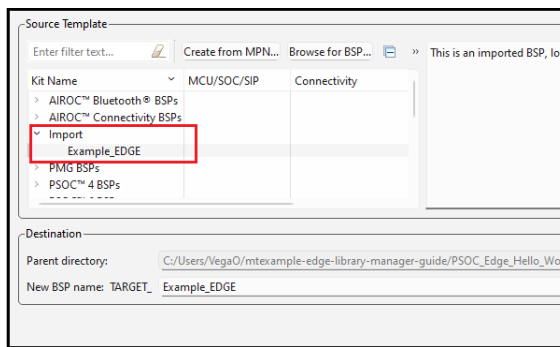 Source Template
Enter filter text... Create from MPN... Browse for BSP... » This is an imported BSP, lo
Kit Name MCU/SOC/SIP Connectivity
AIROC™ Bluetooth® BSPs
AIROC™ Connectivity BSPs
Import
Example_EDGE
PMG BSPs
PSOC™ 4 BSPs
Destination
Parent directory: C:/Users/VegaO/mtexample-edge-library-manager-guide/PSOC_Edge_Hello_Wo
New BSP name: TARGET_ Example_EDGE